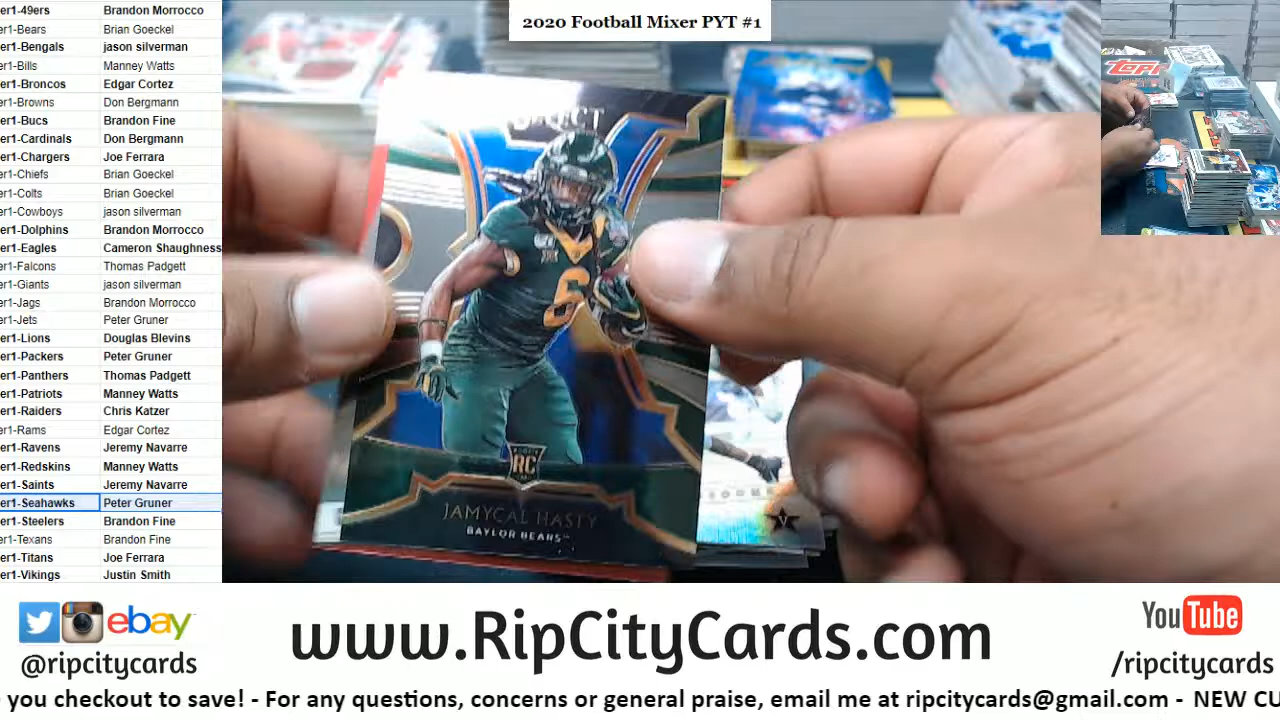 er1-49ers Brandon Morrocco
er1-Bears Brian Goeckel
er1-Bengals jason silverman
er1-Bills Manney Watts
er1-Broncos Edgar Cortez
er1-Browns Don Bergmann
er1-Bucs Brandon Fine
er1-Cardinals Don Bergmann
er1-Chargers Joe Ferrara
er1-Chiefs Brian Goeckel
er1-Colts Brian Goeckel
er1-Cowboys jason silverman
er1-Dolphins Brandon Morrocco
er1-Eagles Cameron Shaughness
er1-Falcons Thomas Padgett
er1-Giants jason silverman
er1-Jags Brandon Morrocco
er1-Jets Peter Gruner
er1-Lions Douglas Blevins
er1-Packers Peter Gruner
er1-Panthers Thomas Padgett
er1-Patriots Manney Watts
er1-Raiders Chris Katzer
er1-Rams Edgar Cortez
er1-Ravens Jeremy Navarre
er1-Redskins Manney Watts
er1-Saints Jeremy Navarre
er1-Seahawks Peter Gruner
er1-Steelers Brandon Fine
er1-Texans Brandon Fine
er1-Titans Joe Ferrara
er1-Vikings Justin Smith
2020 Football Mixer PYT #1
Topps
6
RC
JAMYCAL HASTY
BAYLOR BEARS™
V
ebay
@ripcitycards
www.RipCityCards.com
YouTube
/ripcitycards
you checkout to save! - For any questions, concerns or general praise, email me at ripcitycards@gmail.com - NEW CU